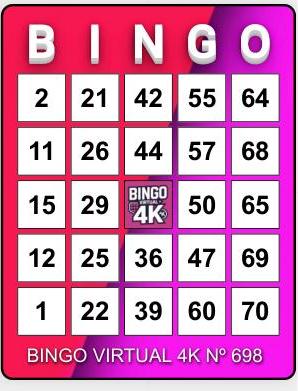 B I N G O
2 21 42 55 64
11 26 44 57 68
15 29 BINGO VIRTUAL 4K 50 65
12 25 36 47 69
1 22 39 60 70
BINGO VIRTUAL 4K Nº 698